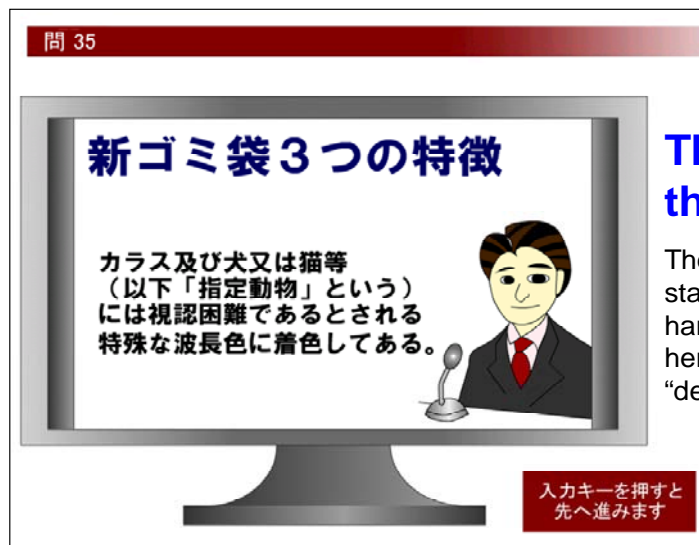 問 35
新ゴミ袋３つの特徴
カラス及び犬又は猫等
（以下「指定動物」という）
には視認困難であるとされる
特殊な波長色に着色してある。
入力キーを押すと
先へ進みます